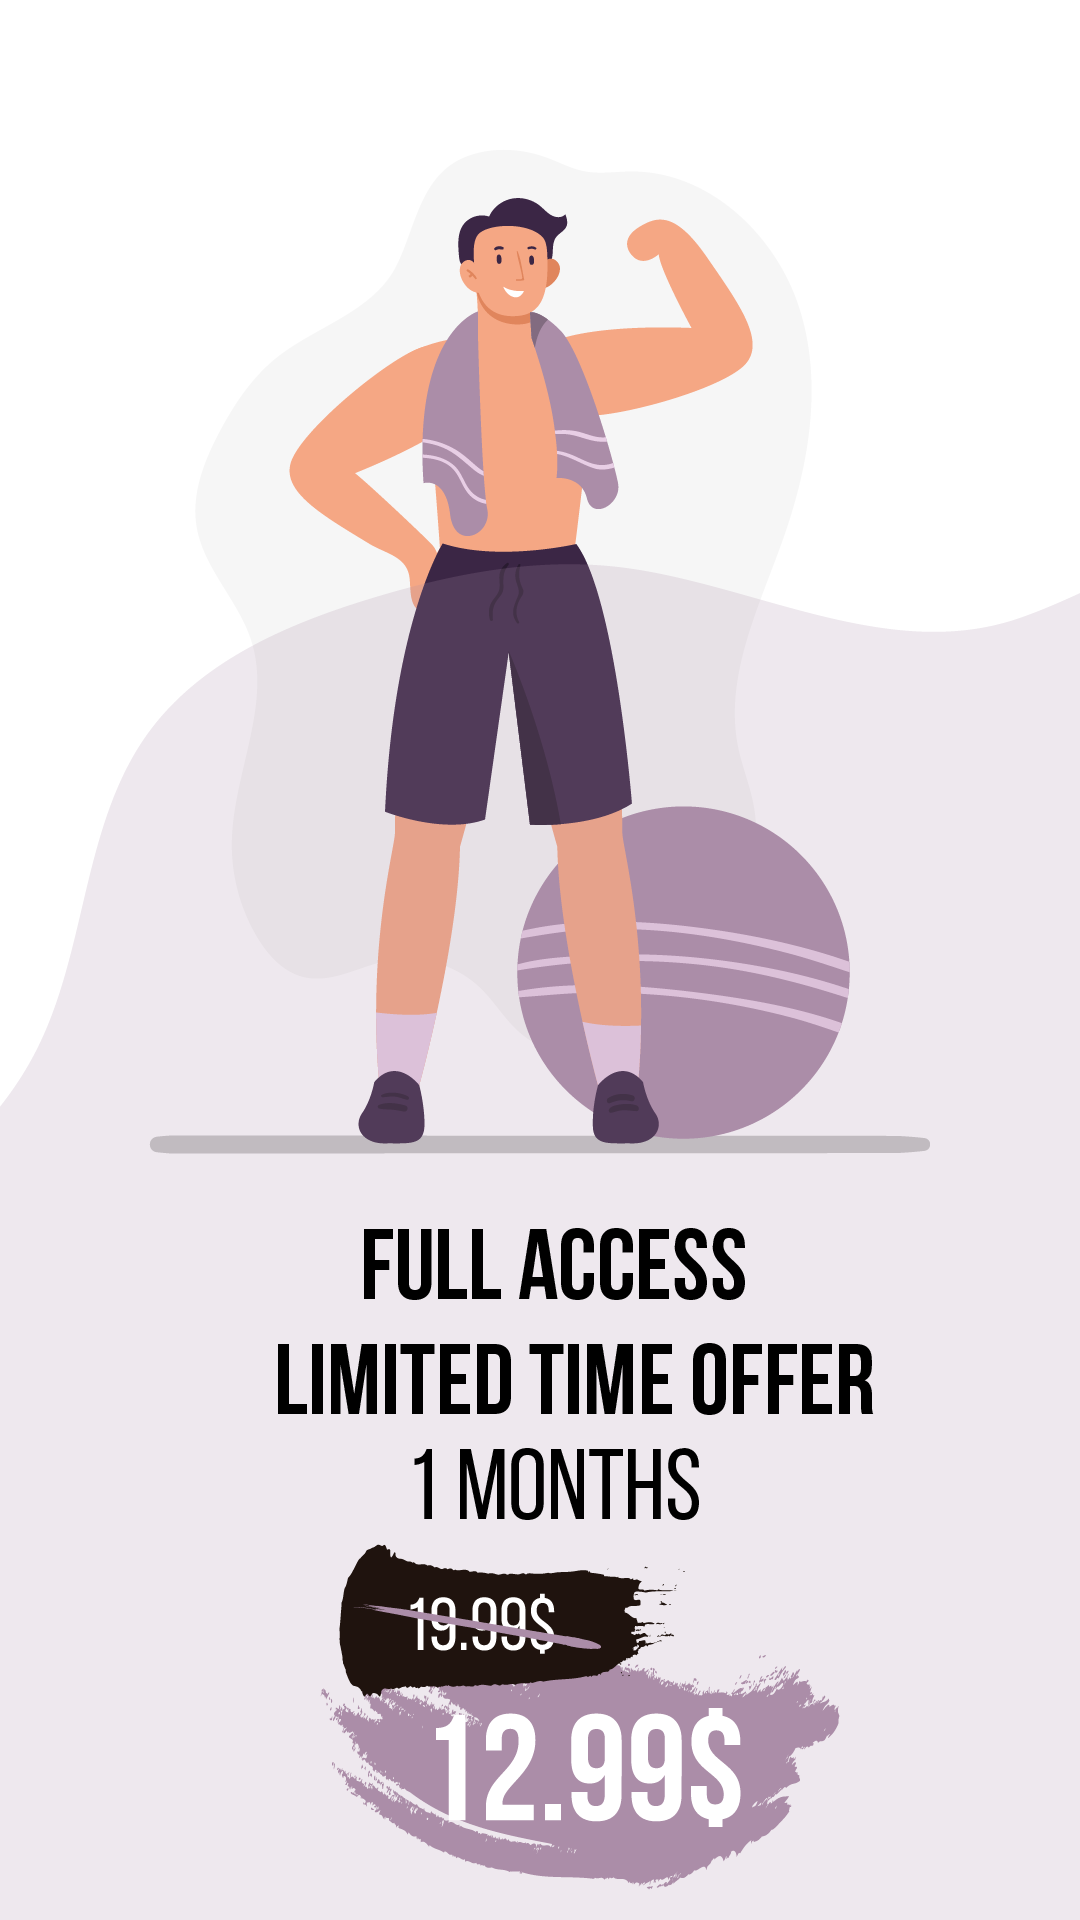 FULL ACCESS
LIMITED TIME OFFER
1 MONTHS
19.99$
12.99$